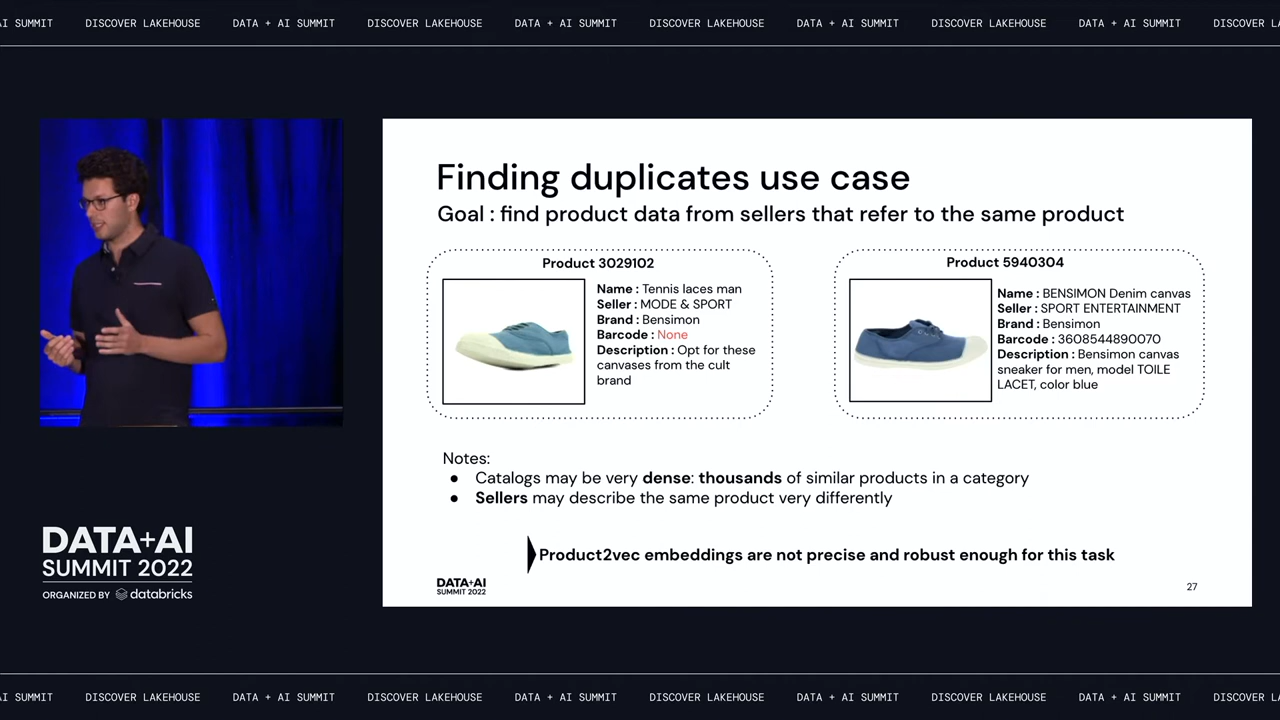 AI SUMMIT DISCOVER LAKEHOUSE DATA + AI SUMMIT DISCOVER LAKEHOUSE DATA + AI SUMMIT DISCOVER LAKEHOUSE DATA + AI SUMMIT DISCOVER LAKEHOUSE DATA + AI SUMMIT DISCOVER
Finding duplicates use case
Goal : find product data from sellers that refer to the same product
Product 3029102
Name : Tennis laces man
Seller : MODE & SPORT
Brand : Bensimon
Barcode : None
Description : Opt for these
canvases from the cult
brand
Product 5940304
Name : BENSIMON Denim canvas
Seller : SPORT ENTERTAINMENT
Brand : Bensimon
Barcode : 3608544890070
Description : Bensimon canvas
sneaker for men, model TOILE
LACET, color blue
Notes:
● Catalogs may be very dense: thousands of similar products in a category
● Sellers may describe the same product very differently
Product2vec embeddings are not precise and robust enough for this task
DATA+AI
SUMMIT 2022
27
DATA+AI
SUMMIT 2022
ORGANIZED BY databricks
AI SUMMIT DISCOVER LAKEHOUSE DATA + AI SUMMIT DISCOVER LAKEHOUSE DATA + AI SUMMIT DISCOVER LAKEHOUSE DATA + AI SUMMIT DISCOVER LAKEHOUSE DATA + AI SUMMIT DISCOVER